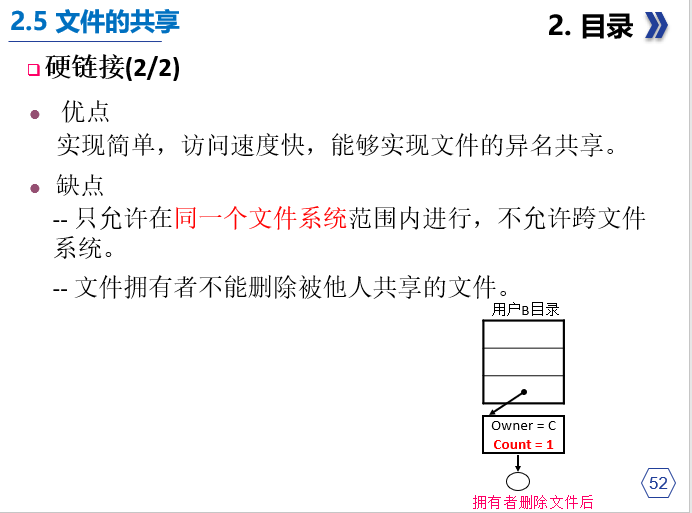 2.5 文件的共享
2. 目录
硬链接(2/2)
优点
实现简单，访问速度快，能够实现文件的异名共享。
缺点
-- 只允许在同一个文件系统范围内进行，不允许跨文件
系统。
-- 文件拥有者不能删除被他人共享的文件。
用户B目录
Owner = C
Count = 1
拥有者删除文件后
52